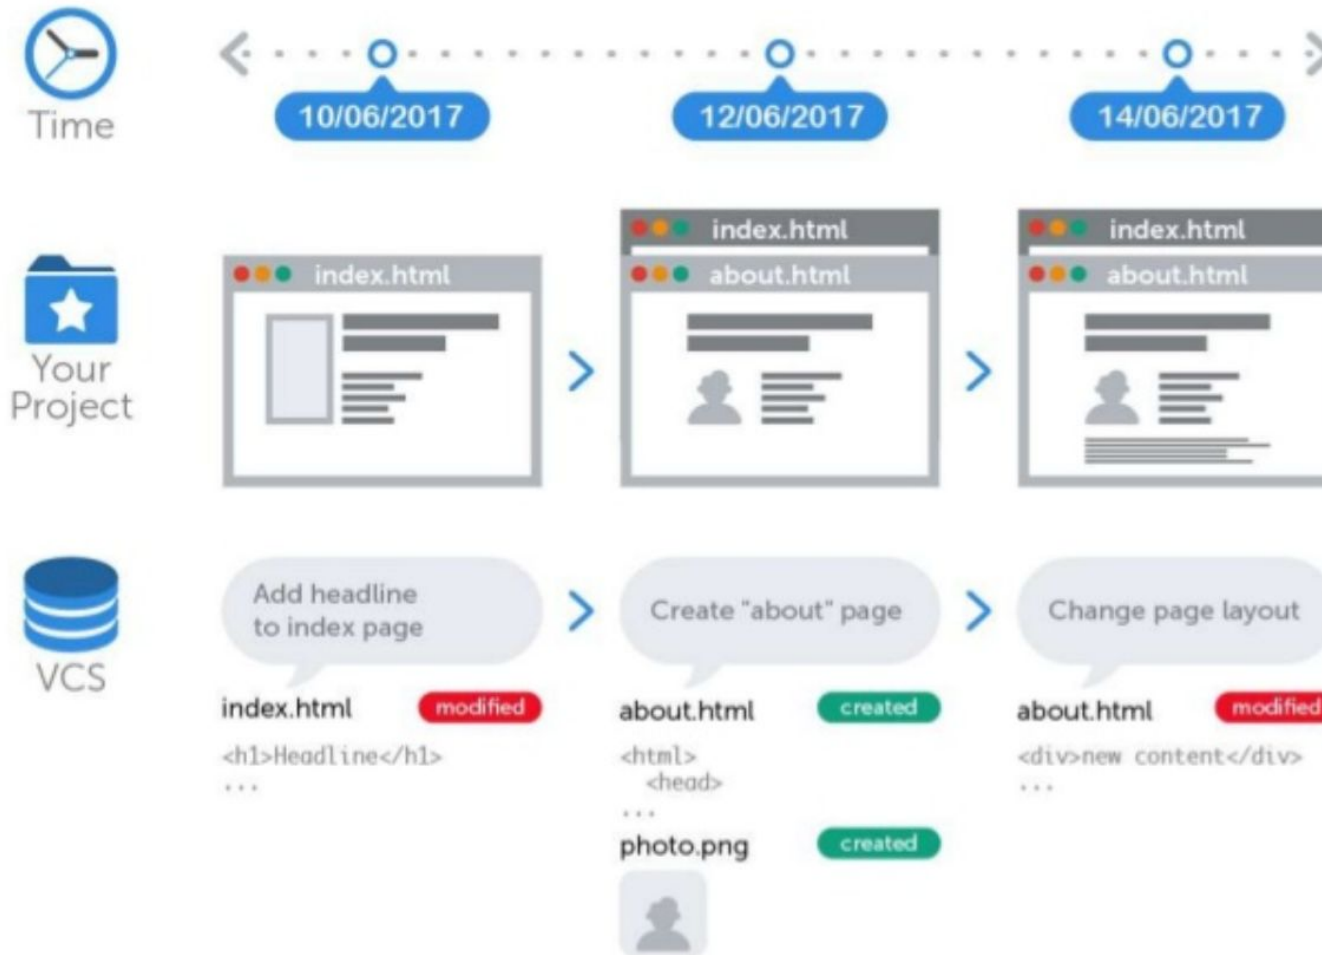 Time
10/06/2017
12/06/2017
14/06/2017
Your
Project
index.html
index.html
about.html
index.html
about.html
VCS
Add headline
to index page
Create "about" page
Change page layout
index.html modified
<h1>Headline</h1>
...
about.html created
<html>
<head>
...
photo.png created
about.html modified
<div>new content</div>
...